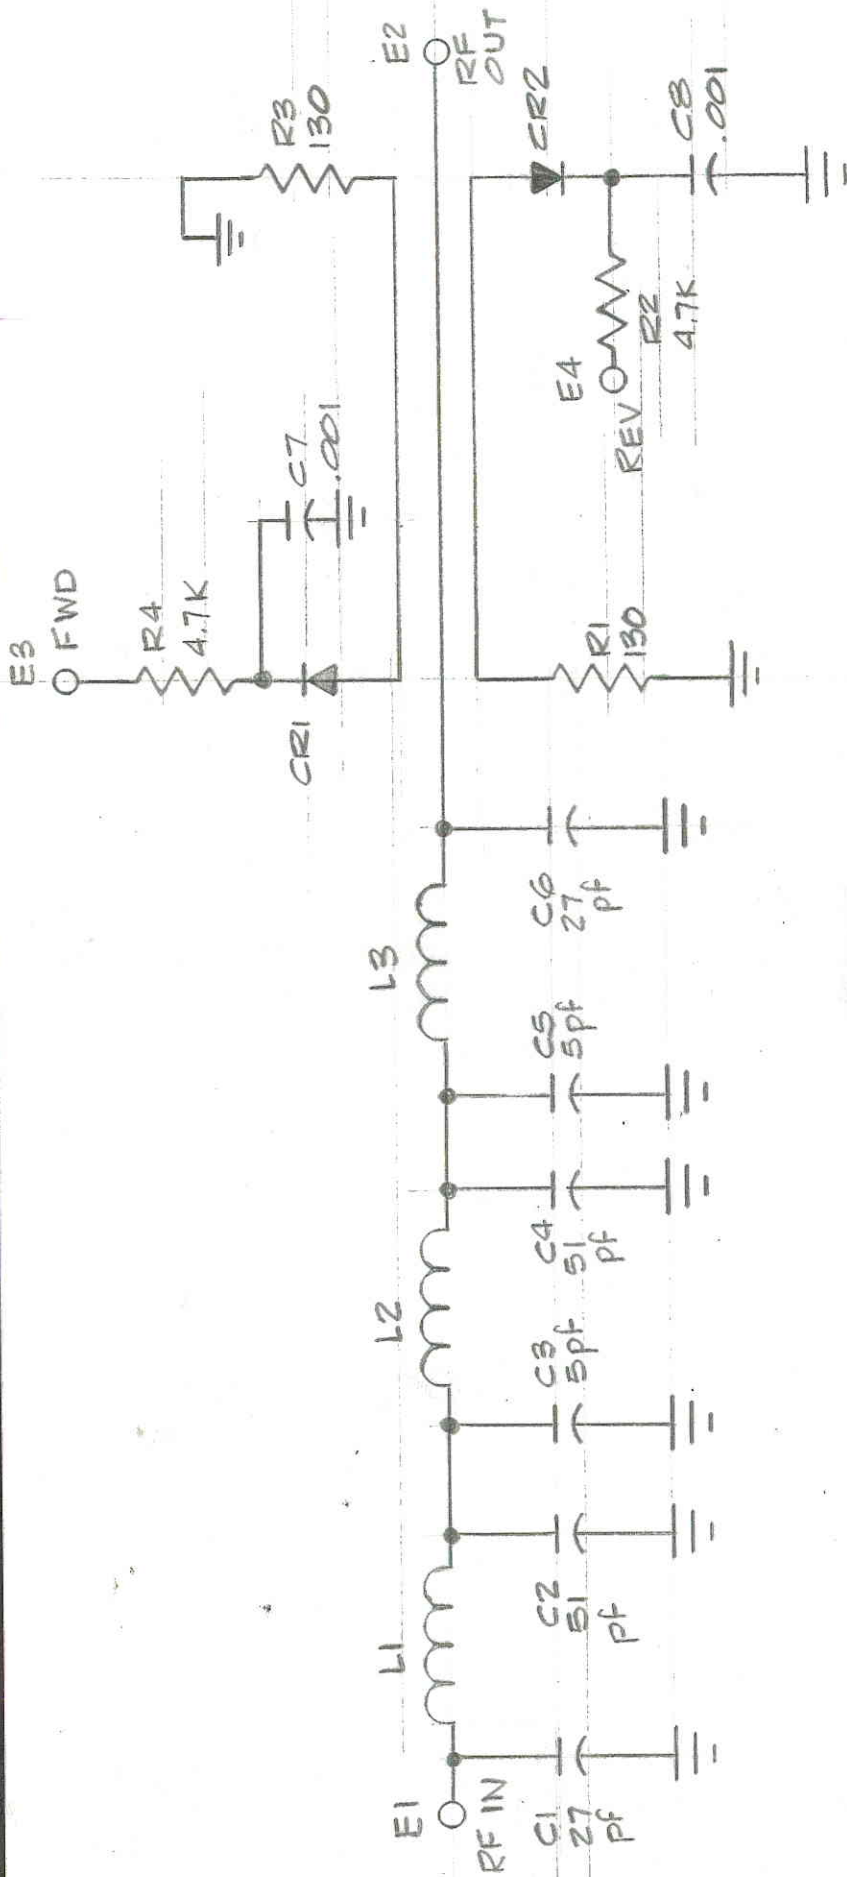 E1
RF IN
C1
27
pf
L1
C2
51
pf
C3
5pf
L2
C4
51
pf
C5
5pf
L3
C6
27
pf
E3
FWD
R4
4.7K
CR1
C7
.001
R3
130
E2
RF
OUT
R1
130
E4
REV
R2
4.7K
CR2
C8
.001